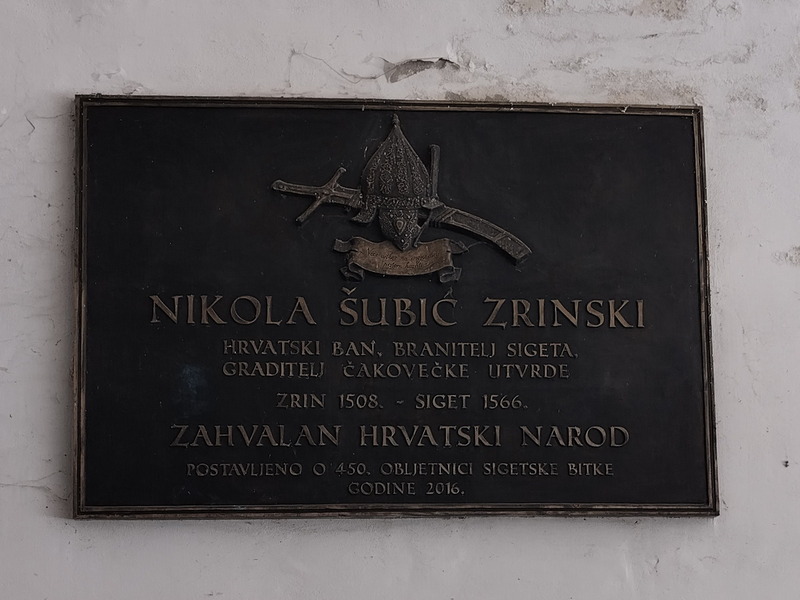 NIKOLA ŠUBIĆ ZRINSKI
HRVATSKI BAN, BRANITELJ SIGETA,
GRADITELJ ČAKOVEČKE UTVRDE
ZRIN 1508. - SIGET 1566.
ZAHVALAN HRVATSKI NAROD
POSTAVLJENO O 450. OBLJETNICI SIGETSKE BITKE
GODINE 2016.